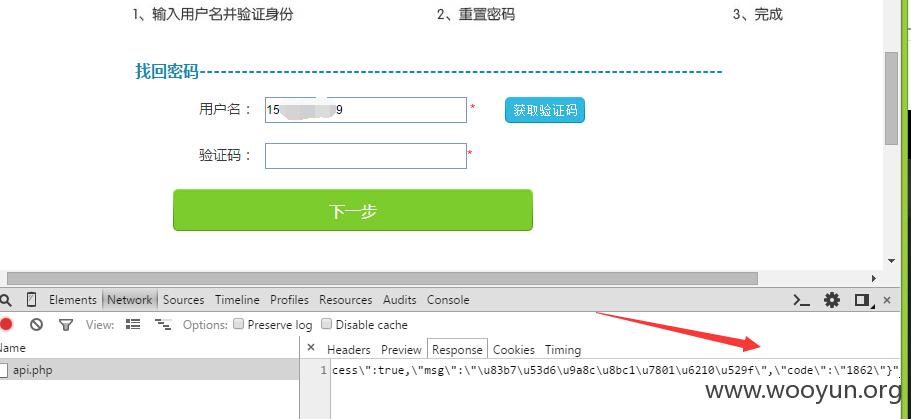 1、输入用户名并验证身份 2、重置密码 3、完成
找回密码-----------------------------------------------------------------------------
用户名： 15 9 * 获取验证码
验证码： *
下一步
Elements Network Sources Timeline Profiles Resources Audits Console
View: Options: Preserve log Disable cache
Name × Headers Preview Response Cookies Timing
api.php 1 cess\":true,\"msg\":\"\u83b7\u53d6\u9a8c\u8bc1\u7801\u6210\u529f\",\"code\":\"1862\"}"
www.wooyun.org